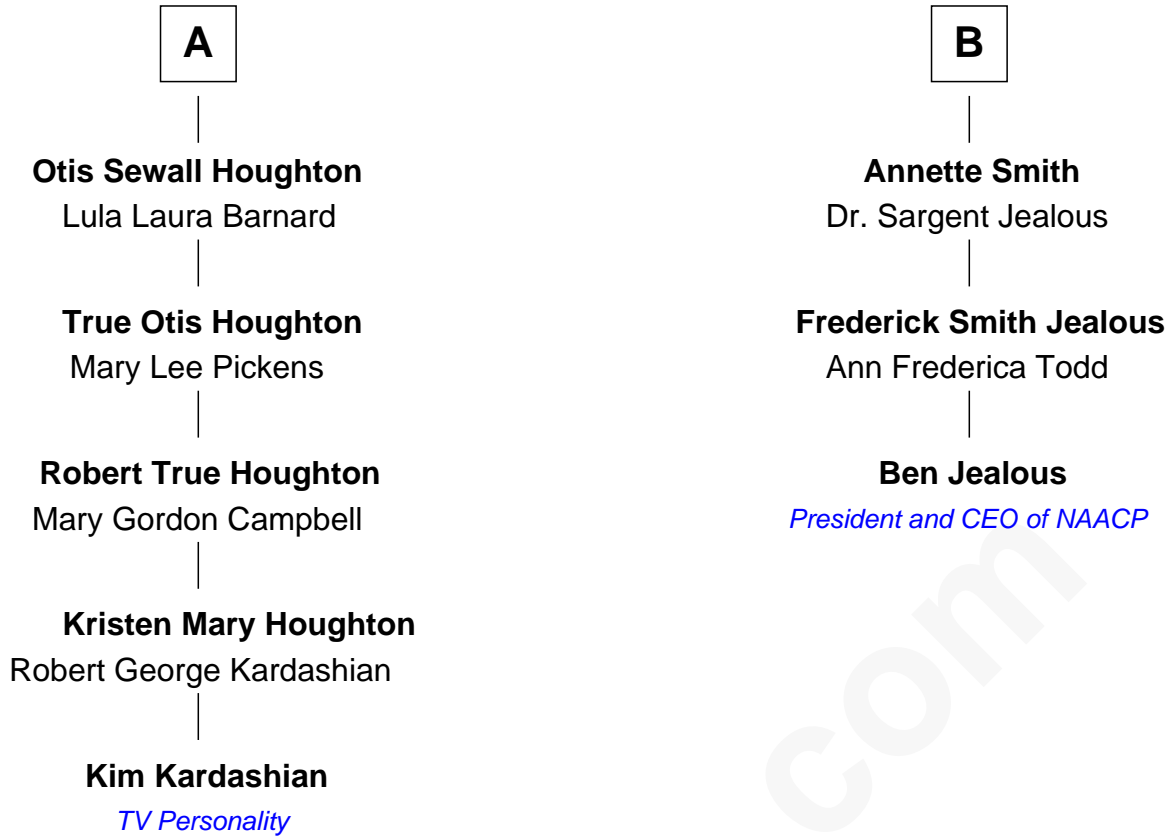 A
Otis Sewall Houghton
Lula Laura Barnard
True Otis Houghton
Mary Lee Pickens
Robert True Houghton
Mary Gordon Campbell
Kristen Mary Houghton
Robert George Kardashian
Kim Kardashian
TV Personality
B
Annette Smith
Dr. Sargent Jealous
Frederick Smith Jealous
Ann Frederica Todd
Ben Jealous
President and CEO of NAACP
com